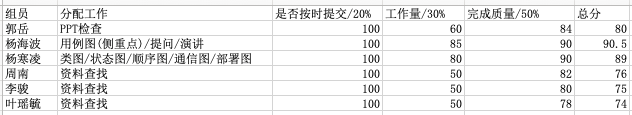 组员 分配工作 是否按时提交/20% 工作量/30% 完成质量/50% 总分
郭岳 PPT检查 100 60 84 80
杨海波 用例图(侧重点)/提问/演讲 100 85 90 90.5
杨寒凌 类图/状态图/顺序图/通信图/部署图 100 80 90 89
周南 资料查找 100 50 82 76
李骏 资料查找 100 50 80 75
叶瑶毓 资料查找 100 50 78 74